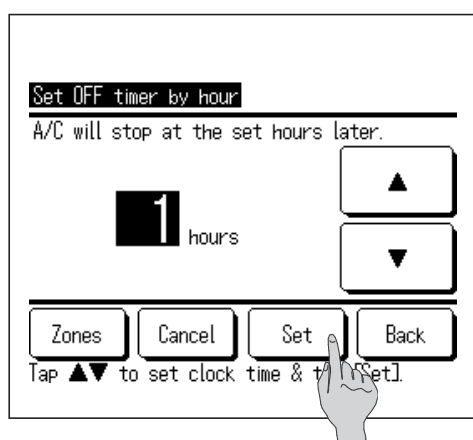 Set OFF timer by hour
A/C will stop at the set hours later.
▲
1 hours
▼
Zones Cancel Set Back
Tap ▲▼ to set clock time & [Set].